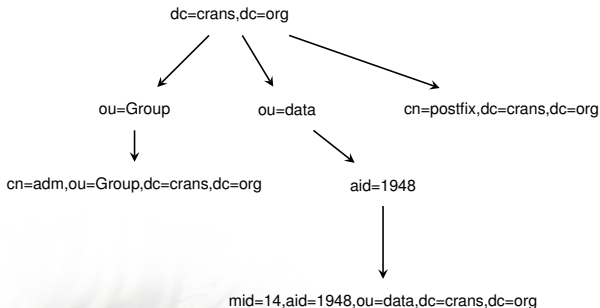 dc=crans,dc=org
ou=Group
ou=data
cn=postfix,dc=crans,dc=org
cn=adm,ou=Group,dc=crans,dc=org
aid=1948
mid=14,aid=1948,ou=data,dc=crans,dc=org